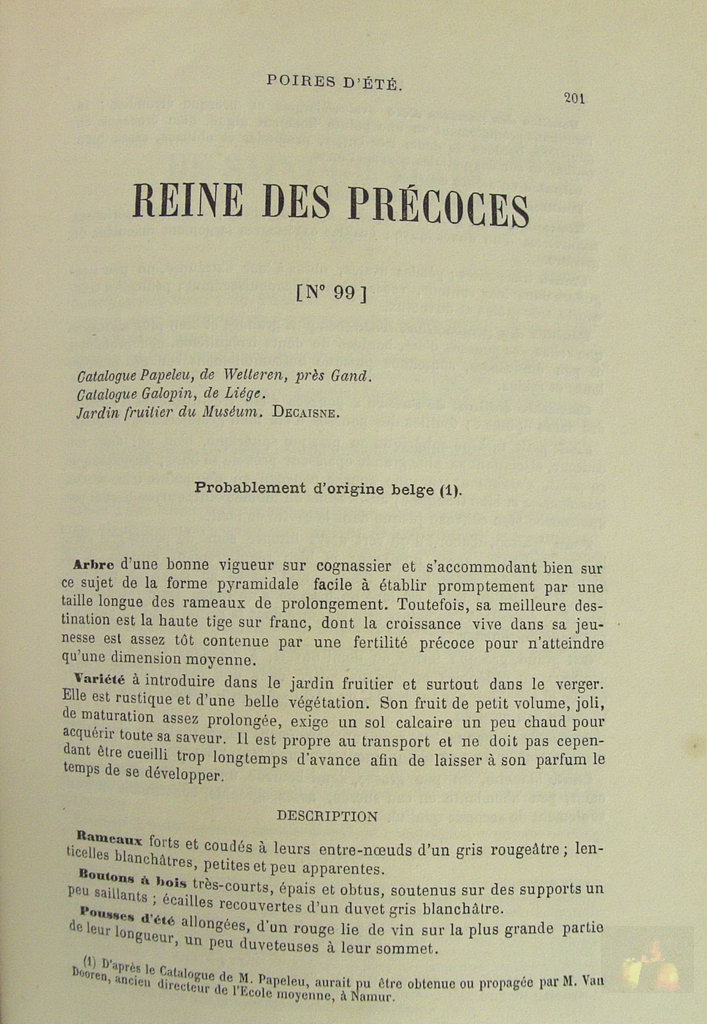 POIRES D'ÉTÉ.
201
REINE DES PRÉCOCES
[N° 99]
Catalogue Papeleu, de Wetteren, près Gand.
Catalogue Galopin, de Liége.
Jardin fruitier du Muséum. DECAISNE.
Probablement d'origine belge (1).
Arbre d'une bonne vigueur sur cognassier et s'accommodant bien sur
ce sujet de la forme pyramidale facile à établir promptement par une
taille longue des rameaux de prolongement. Toutefois, sa meilleure des-
tination est la haute tige sur franc, dont la croissance vive dans sa jeu-
nesse est assez tôt contenue par une fertilité précoce pour n'atteindre
qu'une dimension moyenne.
Variété à introduire dans le jardin fruitier et surtout dans le verger.
Elle est rustique et d'une belle végétation. Son fruit de petit volume, joli,
de maturation assez prolongée, exige un sol calcaire un peu chaud pour
acquérir toute sa saveur. Il est propre au transport et ne doit pas cepen-
dant être cueilli trop longtemps d'avance afin de laisser à son parfum le
temps de se développer.
DESCRIPTION
Rameaux forts et coudés à leurs entre-nœuds d'un gris rougeâtre ; len-
ticelles blanchâtres, petites et peu apparentes.
Boutons à bois très-courts, épais et obtus, soutenus sur des supports un
peu saillants ; écailles recouvertes d'un duvet gris blanchâtre.
Pousses d'été allongées, d'un rouge lie de vin sur la plus grande partie
de leur longueur, un peu duveteuses à leur sommet.
(1) D'après le Catalogue de M. Papeleu, aurait pu être obtenue ou propagée par M. Van
Dooren, ancien directeur de l'Ecole moyenne, à Namur.